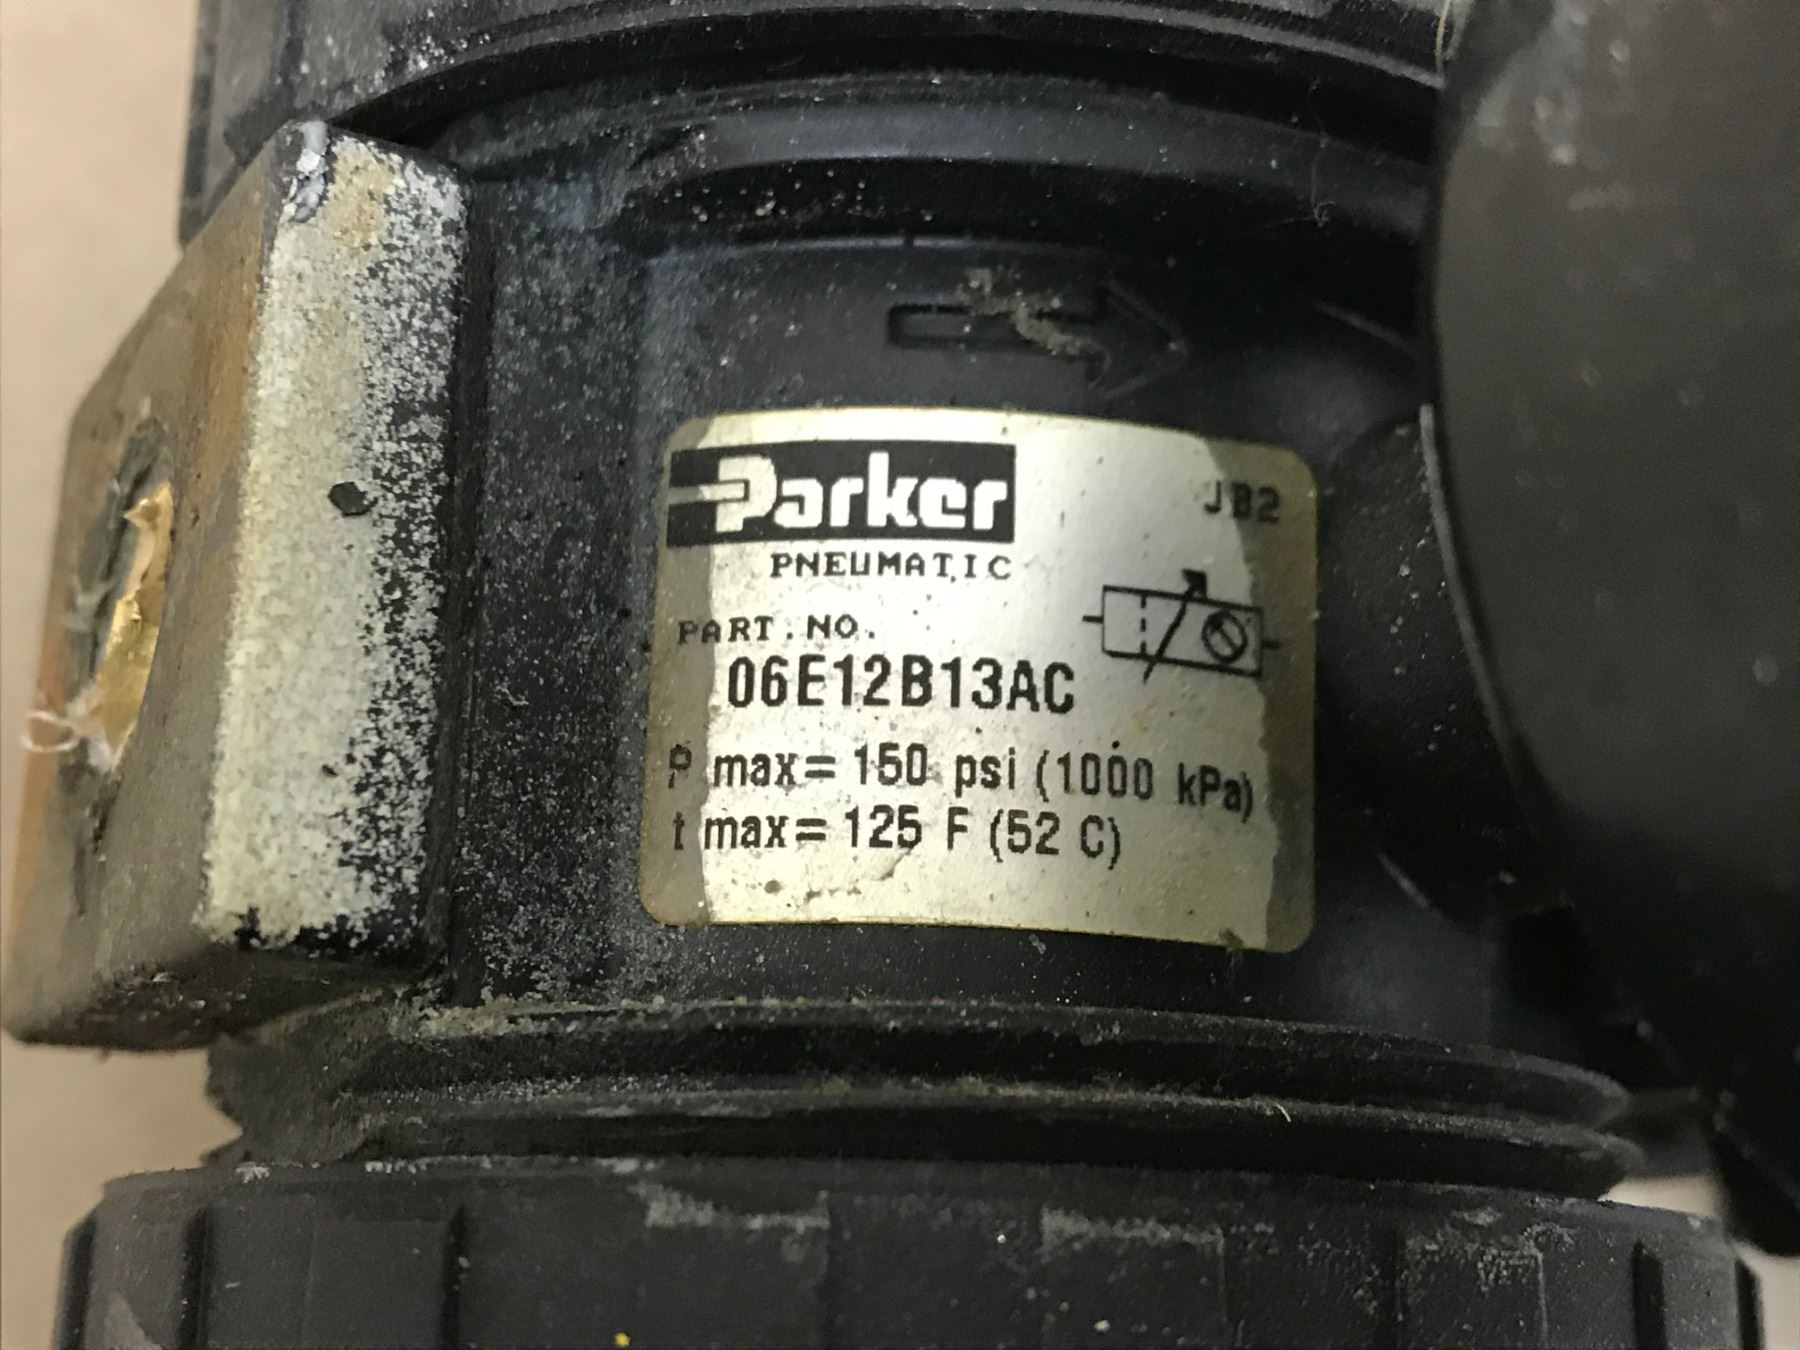 Parker
JB2
PNEUMATIC
PART. NO.
06E12B13AC
P max= 150 psi (1000 kPa)
t max= 125 F (52 C)